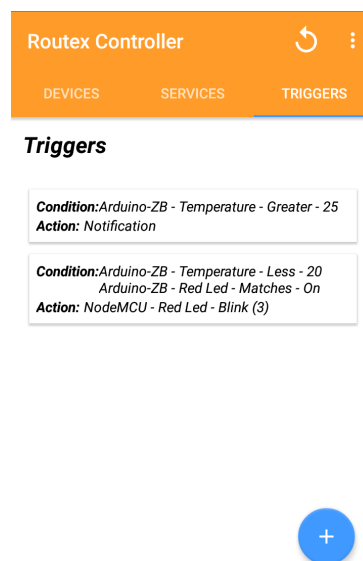 Routex Controller
DEVICES SERVICES TRIGGERS
Triggers
Condition:Arduino-ZB - Temperature - Greater - 25
Action: Notification
Condition:Arduino-ZB - Temperature - Less - 20
Arduino-ZB - Red Led - Matches - On
Action: NodeMCU - Red Led - Blink (3)
+